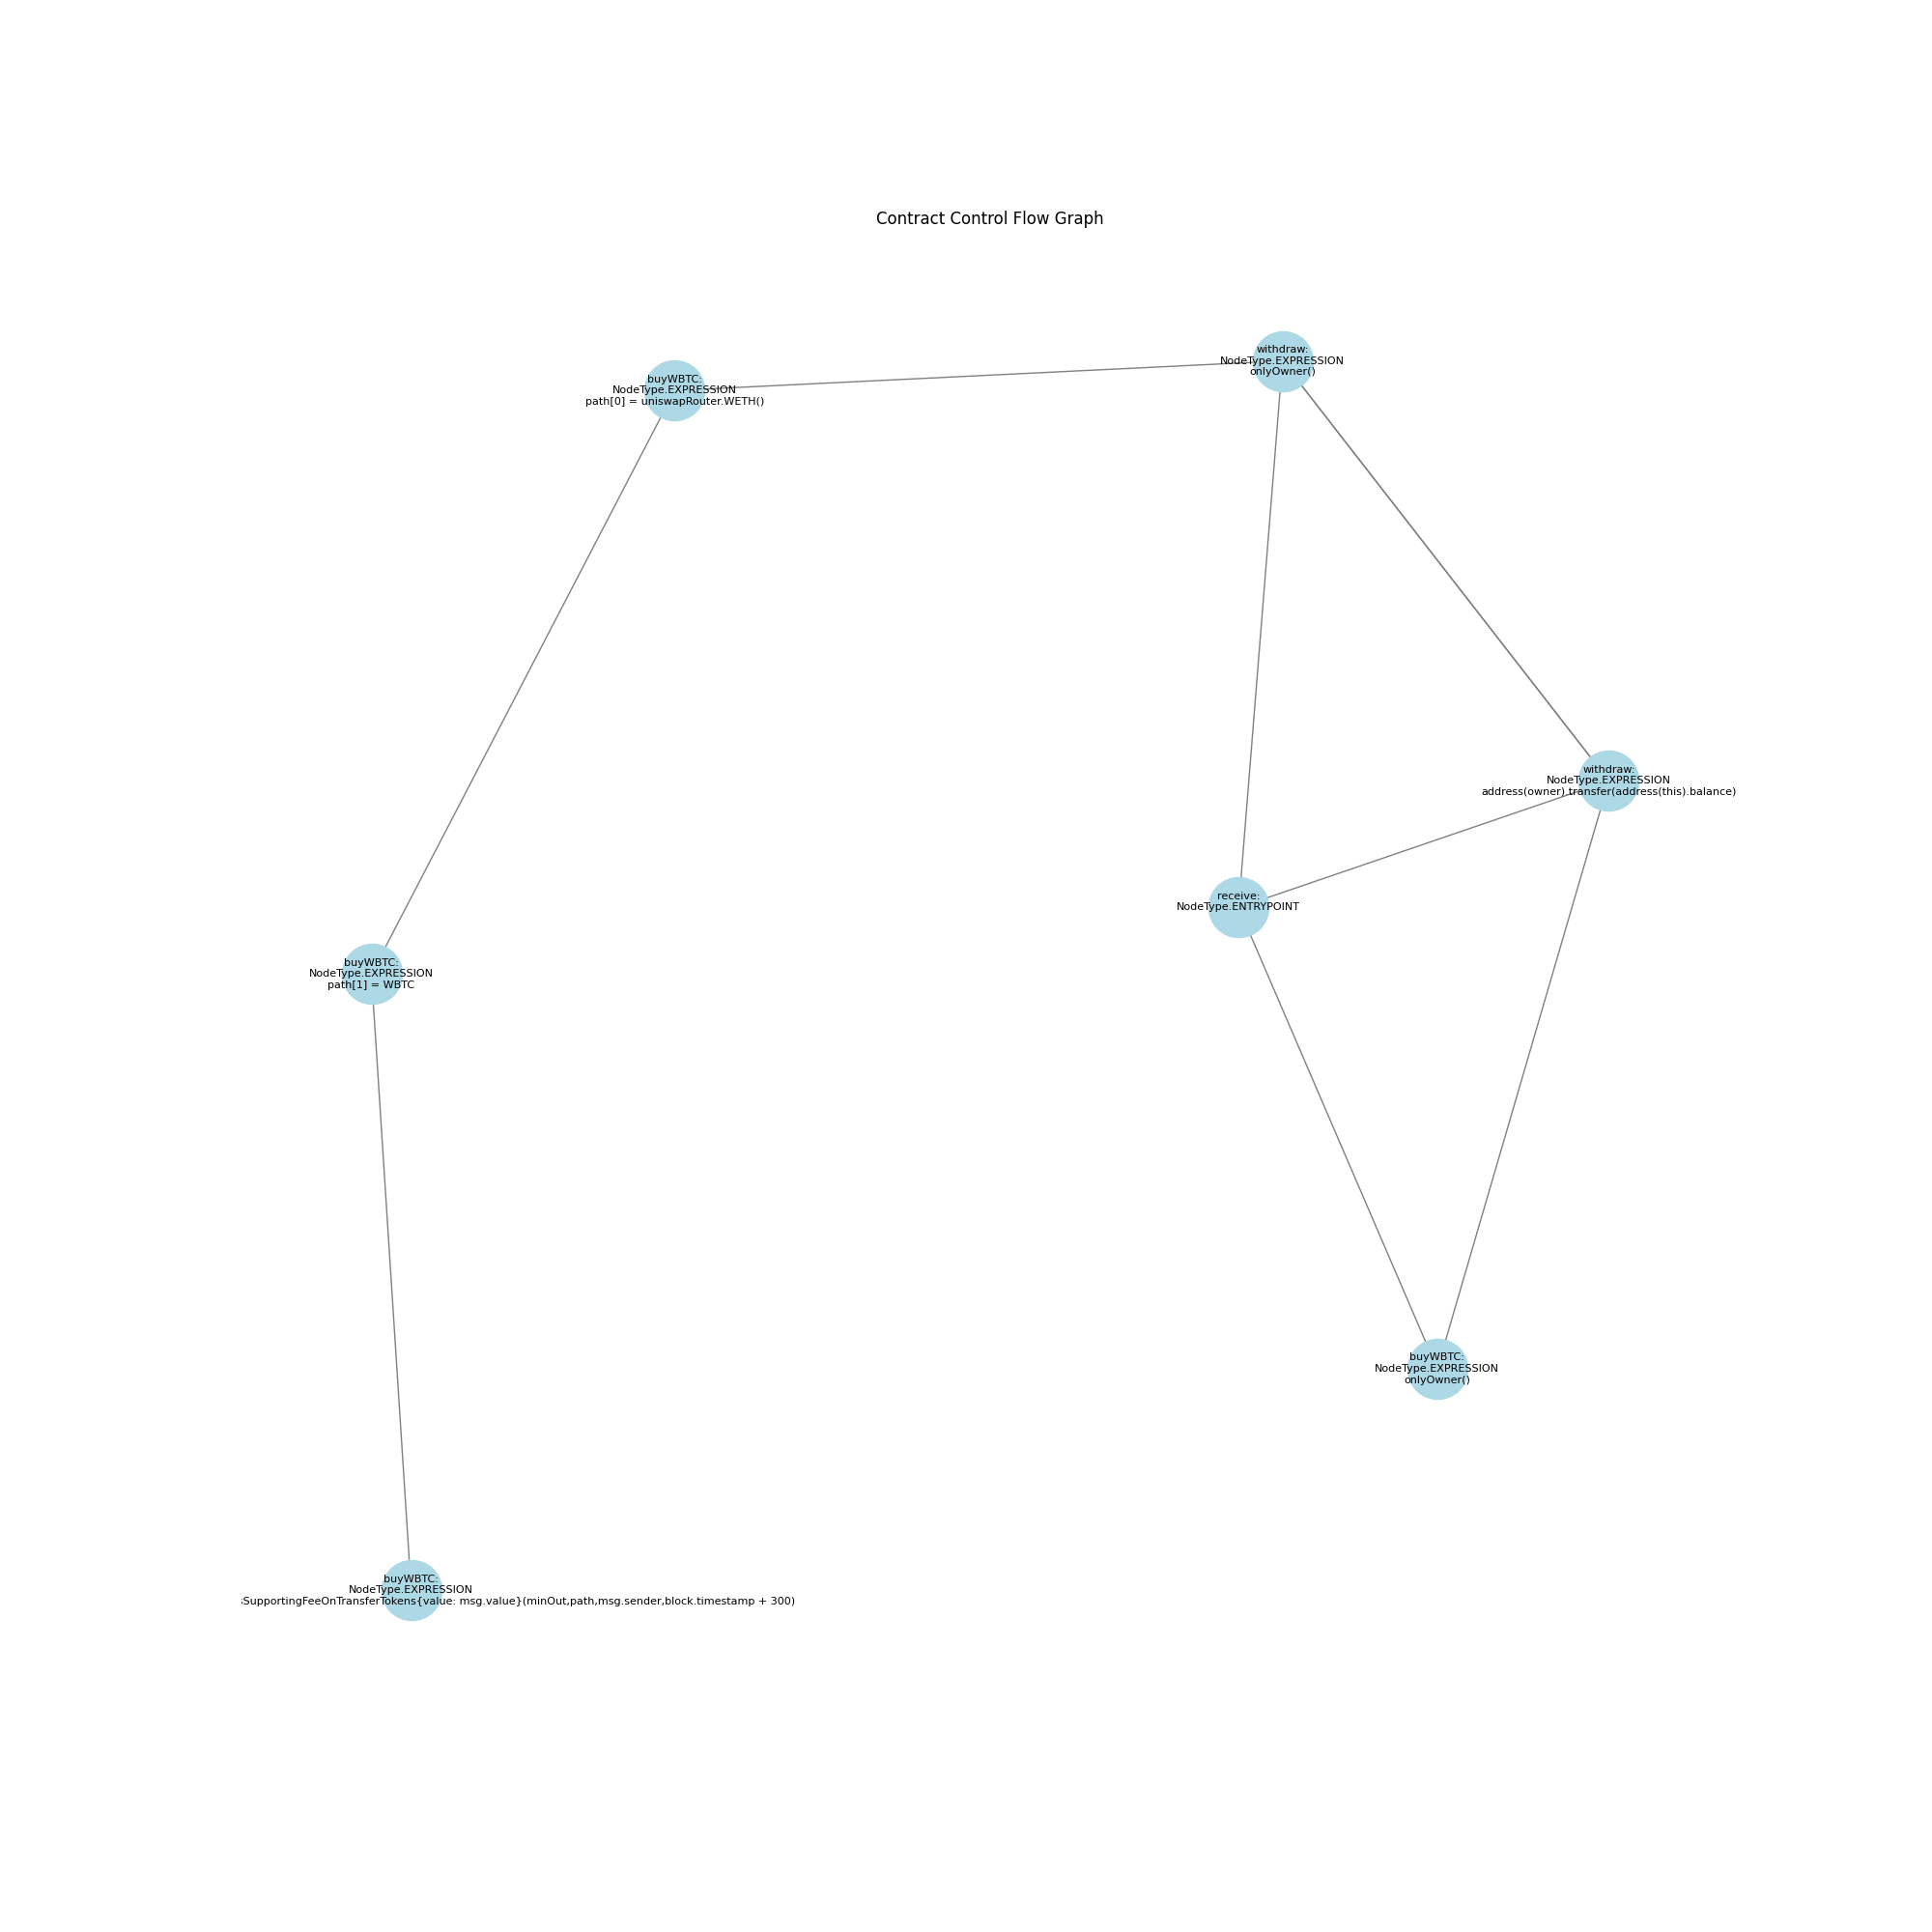 Contract Control Flow Graph
withdraw:
NodeType.EXPRESSION
onlyOwner()
buyWBTC:
NodeType.EXPRESSION
path[0] = uniswapRouter.WETH()
withdraw:
NodeType.EXPRESSION
address(owner).transfer(address(this).balance)
receive:
NodeType.ENTRYPOINT
buyWBTC:
NodeType.EXPRESSION
path[1] = WBTC
buyWBTC:
NodeType.EXPRESSION
onlyOwner()
buyWBTC:
NodeType.EXPRESSION
SupportingFeeOnTransferTokens{value: msg.value}(minOut,path,msg.sender,block.timestamp + 300)